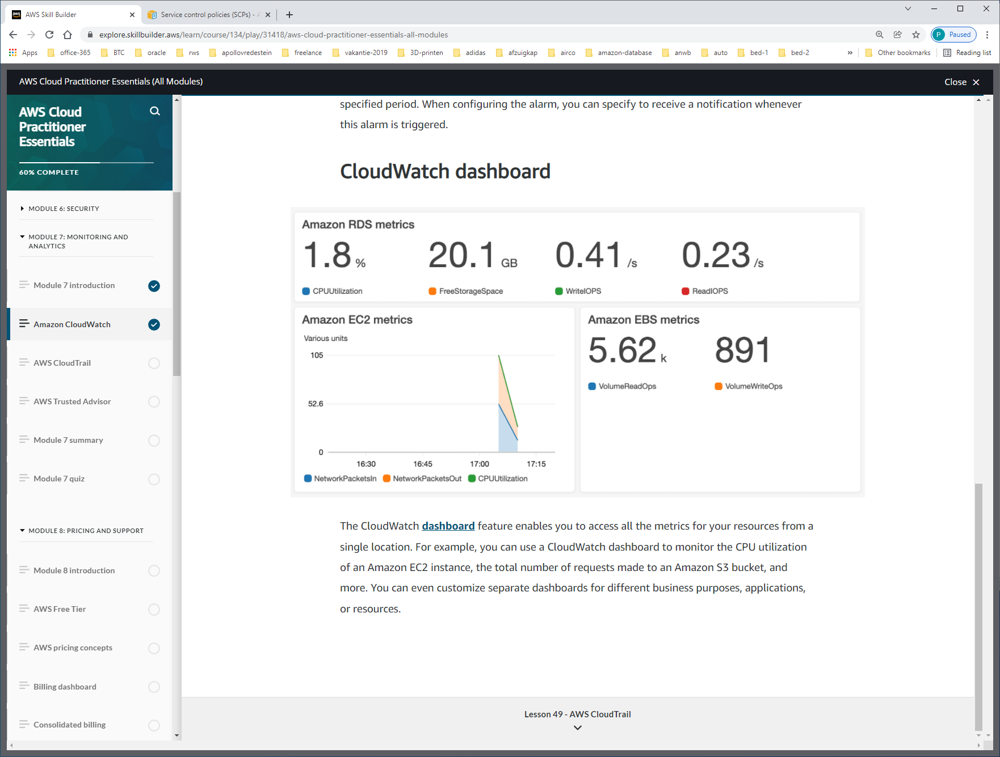 AWS Skill Builder
Service control policies (SCPs) -
explore.skillbuilder.aws/learn/course/134/play/31418/aws-cloud-practitioner-essentials-all-modules
P Paused
Apps office-365 BTC oracle rws apollovredestein freelance vakantie-2019 3D-printen adidas afzuigkap airco amazon-database anwb auto bed-1 bed-2 » Other bookmarks Reading list
AWS Cloud Practitioner Essentials (All Modules)
Close
AWS Cloud
Practitioner
Essentials
60% COMPLETE
MODULE 6: SECURITY
MODULE 7: MONITORING AND
ANALYTICS
Module 7 introduction
Amazon CloudWatch
AWS CloudTrail
AWS Trusted Advisor
Module 7 summary
Module 7 quiz
MODULE 8: PRICING AND SUPPORT
Module 8 introduction
AWS Free Tier
AWS pricing concepts
Billing dashboard
Consolidated billing
specified period. When configuring the alarm, you can specify to receive a notification whenever
this alarm is triggered.
CloudWatch dashboard
Amazon RDS metrics
1.8 % 20.1 GB 0.41 /s 0.23 /s
CPUUtilization FreeStorageSpace WriteIOPS ReadIOPS
Amazon EC2 metrics
Various units
105
52.6
0
16:30 16:45 17:00 17:15
NetworkPacketsIn NetworkPacketsOut CPUUtilization
Amazon EBS metrics
5.62 k 891
VolumeReadOps VolumeWriteOps
The CloudWatch dashboard feature enables you to access all the metrics for your resources from a
single location. For example, you can use a CloudWatch dashboard to monitor the CPU utilization
of an Amazon EC2 instance, the total number of requests made to an Amazon S3 bucket, and
more. You can even customize separate dashboards for different business purposes, applications,
or resources.
Lesson 49 - AWS CloudTrail